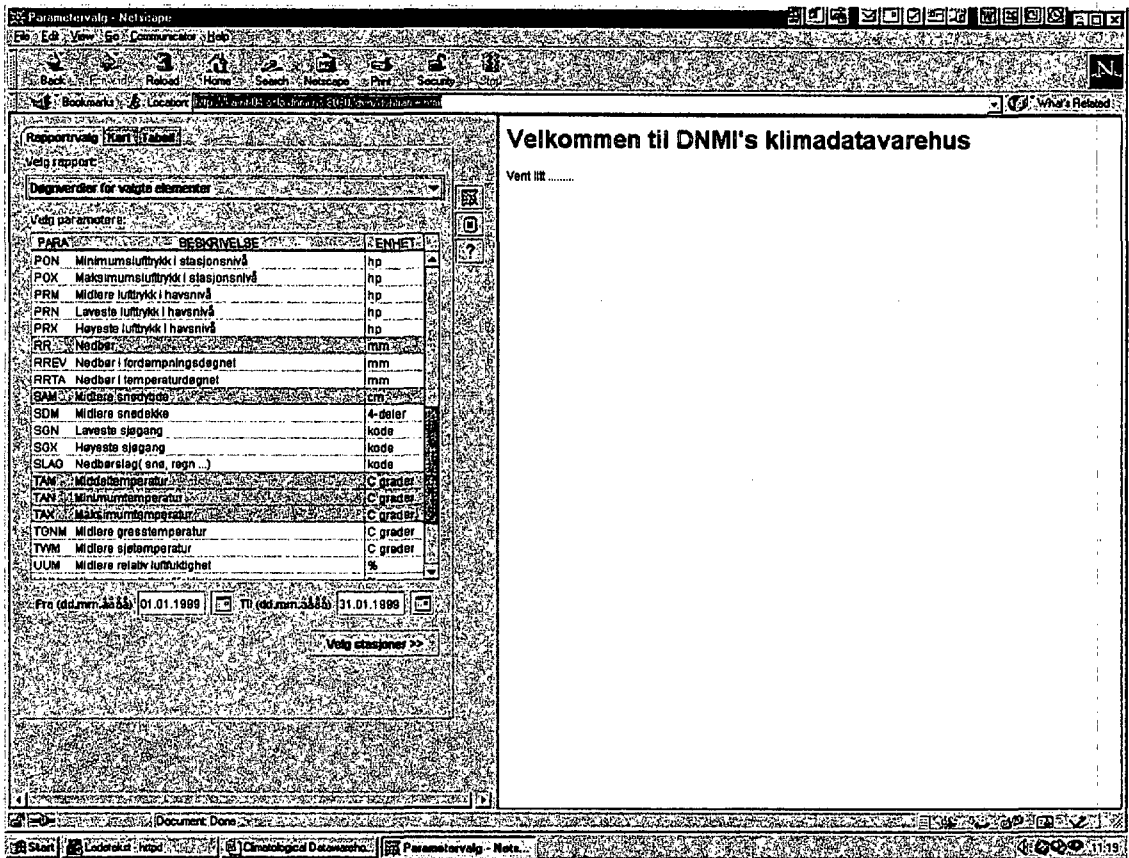 Parametervalg - Netscape
File Edit View Go Communicator Help
Back Forward Reload Home Search Netscape Print Security Stop
Bookmarks Location: What's Related
Rapportvalg Kart Tabell
Velg rapport:
Døgnverdier for valgte elementer
Velg parametere:
PARA BESKRIVELSE ENHET
PON Minimumslufttrykk i stasjonsnivå hp
POX Maksimumslufttrykk i stasjonsnivå hp
PRM Midlere lufttrykk i havsnivå hp
PRN Laveste lufttrykk i havsnivå hp
PRX Høyeste lufttrykk i havsnivå hp
RR Nedbør mm
RREV Nedbør i fordampningsdøgnet mm
RRTA Nedbør i temperaturdøgnet mm
SAM Midlere snødybde cm
SDM Midlere snødekke 4-deler
SGN Laveste sjøgang kode
SGX Høyeste sjøgang kode
SLAG Nedbørslag( snø, regn ...) kode
TAM Middeltemperatur C grader
TAN Minimumtemperatur C grader
TAX Maksimumtemperatur C grader
TGNM Midlere gresstemperatur C grader
TWM Midlere sjøtemperatur C grader
UUM Midlere relativ luftfuktighet %
Fra (dd.mm.åååå) 01.01.1999 Til (dd.mm.åååå) 31.01.1999
Velg stasjoner >>
Velkommen til DNMI's klimadatavarehus
Vent litt .........
Document: Done
Start Ledetekst - httpd Climatological Datawareho... Parametervalg - Nets... 11:19